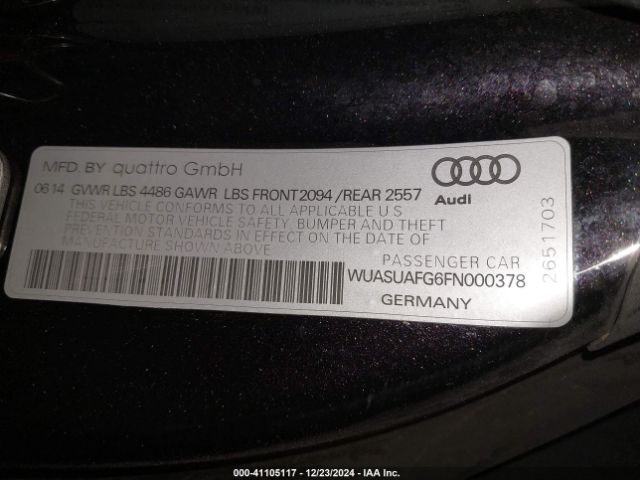 MFD. BY quattro GmbH
0614 GVWR LBS 4486 GAWR LBS FRONT 2094 /REAR 2557
THIS VEHICLE CONFORMS TO ALL APPLICABLE U S
FEDERAL MOTOR VEHICLE SAFETY, BUMPER AND THEFT
PREVENTION STANDARDS IN EFFECT ON THE DATE OF
MANUFACTURE SHOWN ABOVE
Audi
PASSENGER CAR
WUASUAFG6FN000378
GERMANY
2651703
000-41105117 - 12/23/2024 - IAA Inc.